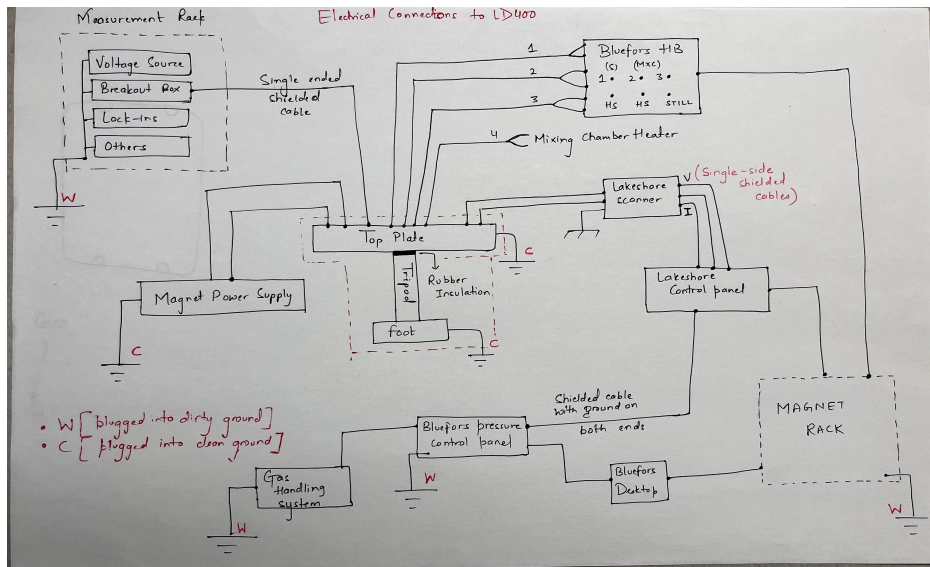 Electrical Connections to LD400
Measurement Rack
Voltage Source
Breakout Box
Lock-ins
Others
W
Single ended
shielded
cable
1
2
3
4
Bluefors HB
(S) (MXC)
1 2 3
HS HS STILL
Mixing Chamber Heater
Lakeshore
scanner
V
I
(Single-side
shielded
cables)
Top Plate
C
Tripod
Rubber
Insulation
foot
C
Magnet Power Supply
C
Lakeshore
Control panel
Shielded cable
with ground on
both ends
MAGNET
RACK
W
Bluefors pressure
control panel
W
Bluefors
Desktop
Gas
Handling
system
W
• W [plugged into dirty ground]
• C [plugged into clean ground]